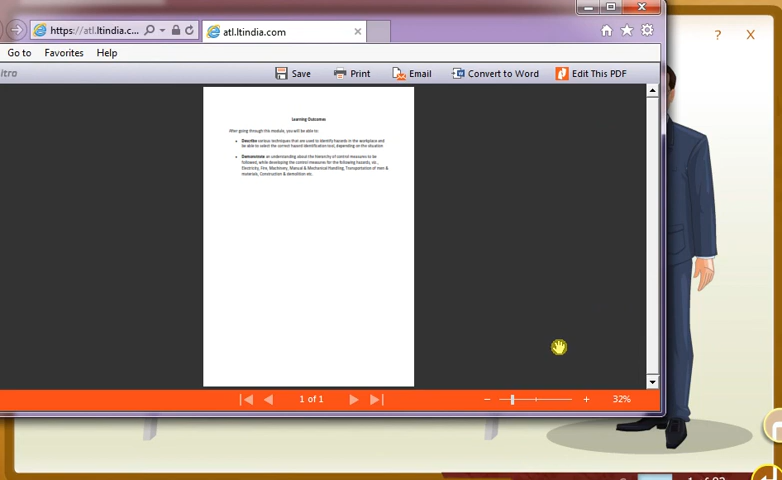 ? X
https://atl.ltindia.c...
atl.ltindia.com
Go to Favorites Help
itro Save Print Email Convert to Word Edit This PDF
Learning Outcomes
After going through this module, you will be able to:
Describe various techniques that are used to identify hazards in the workplace and
be able to select the correct hazard identification tool, depending on the situation
Demonstrate an understanding about the hierarchy of control measures to be
followed, while developing the control measures for the following hazards, viz.,
Electricity, Fire, Machinery, Manual & Mechanical Handling, Transportation of men &
materials, Construction & demolition etc.
1 of 1
32%